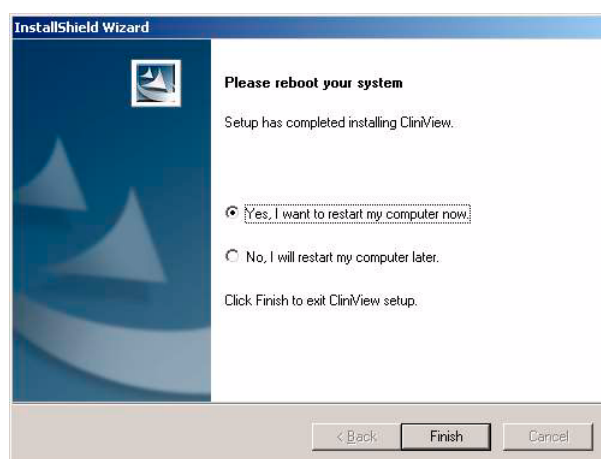 InstallShield Wizard
Please reboot your system
Setup has completed installing CliniView.
Yes, I want to restart my computer now.
No, I will restart my computer later.
Click Finish to exit CliniView setup.
< Back Finish Cancel